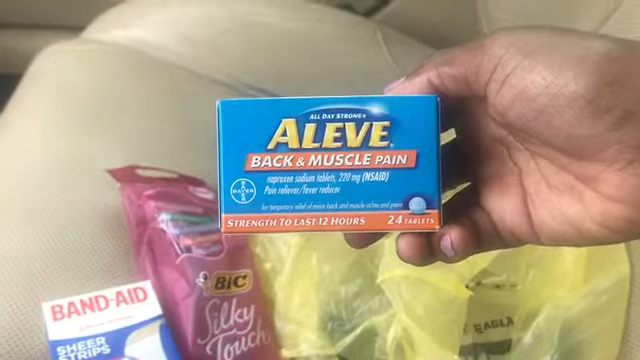 ALL DAY STRONG
ALEVE
BACK & MUSCLE PAIN
naproxen sodium tablets, 220 mg (NSAID)
Pain reliever/fever reducer
BAYER
for temporary relief of minor back and muscle aches and pains
STRENGTH TO LAST 12 HOURS
24 TABLETS
BIC
Silky
Touch
BAND-AID
SHEER
STRIPS